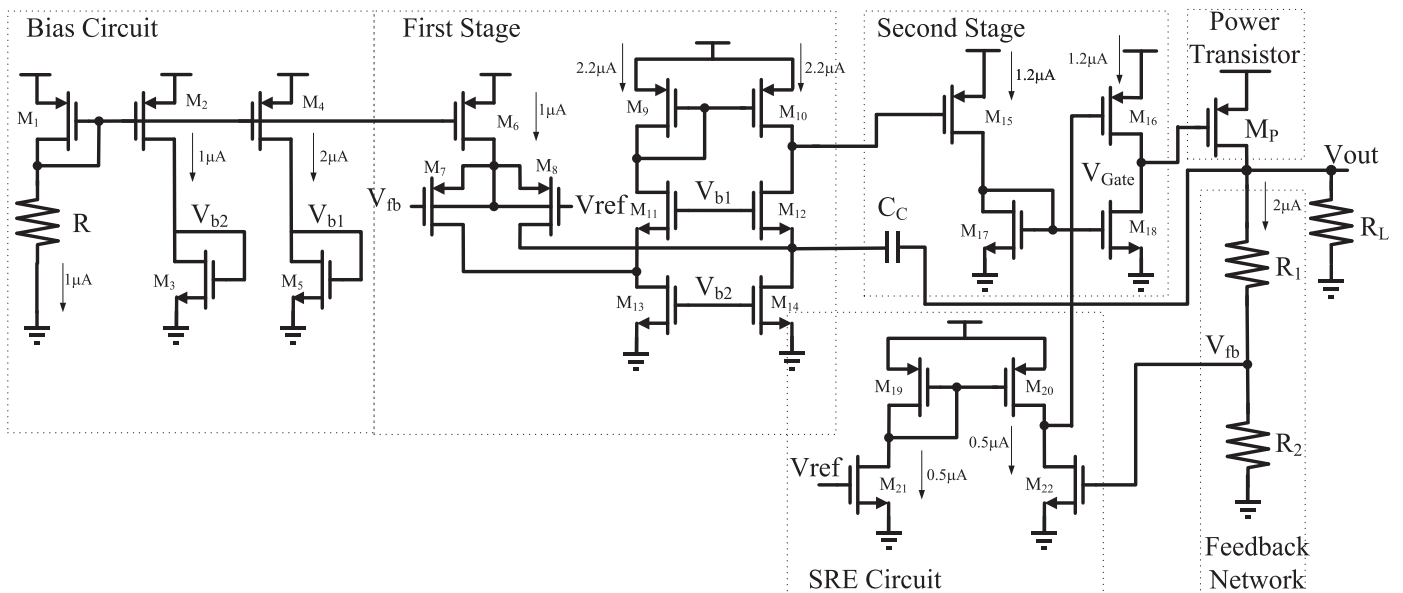 Bias Circuit
First Stage
Second Stage
Power
Transistor
M1
M2
M4
M6
1µA
2.2µA
M9
M10
2.2µA
M15
1.2µA
1.2µA
M16
MP
1µA
2µA
M7
M8
Vfb
Vref
M11
Vb1
M12
CC
M17
M18
VGate
Vout
2µA
RL
R
Vb2
Vb1
1µA
M3
M5
M13
Vb2
M14
R1
Vfb
M19
M20
0.5µA
0.5µA
Vref
M21
M22
R2
SRE Circuit
Feedback
Network